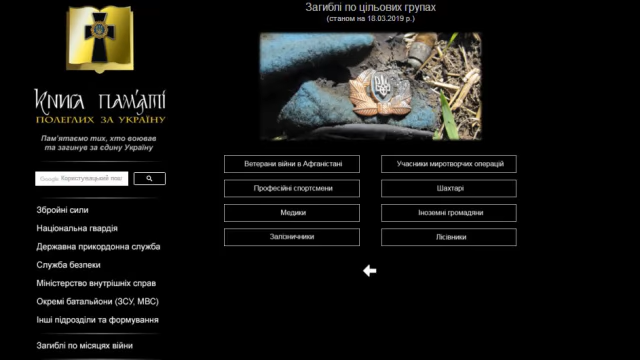 Загиблі по цільових групах
(станом на 18.03.2019 р.)
Книга пам'яті
полеглих за Україну
Пам'ятаємо тих, хто воював
та загинув за єдину Україну
Google
Збройні сили
Національна гвардія
Державна прикордонна служба
Служба безпеки
Міністерство внутрішніх справ
Окремі батальйони (ЗСУ, МВС)
Інші підрозділи та формування
Загиблі по місяцях війни
Ветерани війни в Афганістані
Учасники миротворчих операцій
Професійні спортсмени
Шахтарі
Медики
Іноземні громадяни
Залізничники
Лісівники